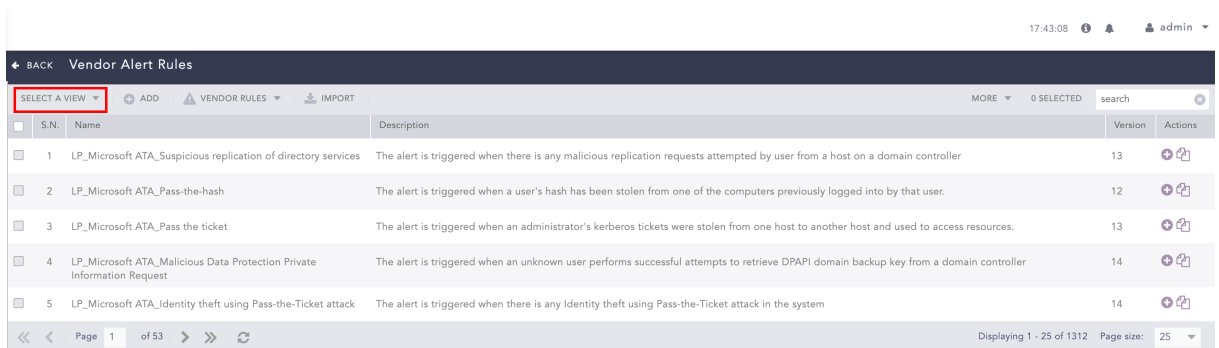 17:43:08 admin
BACK Vendor Alert Rules
SELECT A VIEW ADD VENDOR RULES IMPORT MORE 0 SELECTED search
S.N. Name Description Version Actions
1 LP_Microsoft ATA_Suspicious replication of directory services The alert is triggered when there is any malicious replication requests attempted by user from a host on a domain controller 13
2 LP_Microsoft ATA_Pass-the-hash The alert is triggered when a user's hash has been stolen from one of the computers previously logged into by that user. 12
3 LP_Microsoft ATA_Pass the ticket The alert is triggered when an administrator's kerberos tickets were stolen from one host to another host and used to access resources. 13
4 LP_Microsoft ATA_Malicious Data Protection Private The alert is triggered when an unknown user performs successful attempts to retrieve DPAPI domain backup key from a domain controller 14
Information Request
5 LP_Microsoft ATA_Identity theft using Pass-the-Ticket attack The alert is triggered when there is any Identity theft using Pass-the-Ticket attack in the system 14
Page 1 of 53 Displaying 1 - 25 of 1312 Page size: 25